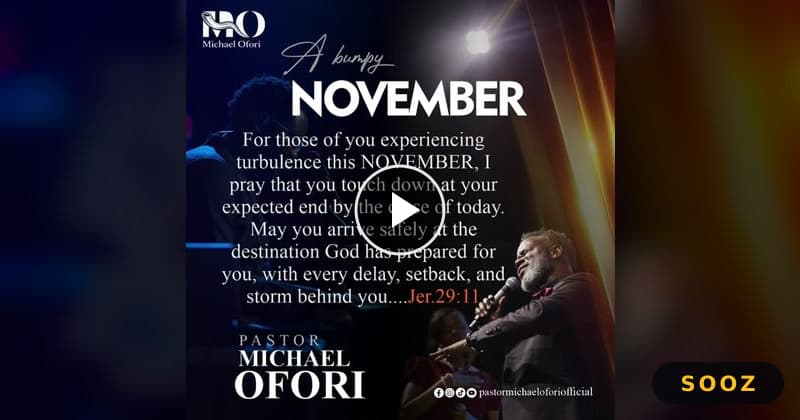 MO
Michael Ofori
A bumpy
NOVEMBER
For those of you experiencing
turbulence this NOVEMBER, I
pray that you touch down at your
expected end by the close of today.
May you arrive safely at the
destination God has prepared for
you, with every delay, setback, and
storm behind you....Jer.29:11
PASTOR
MICHAEL
OFORI
pastormichaeloforiofficial
SOOZ